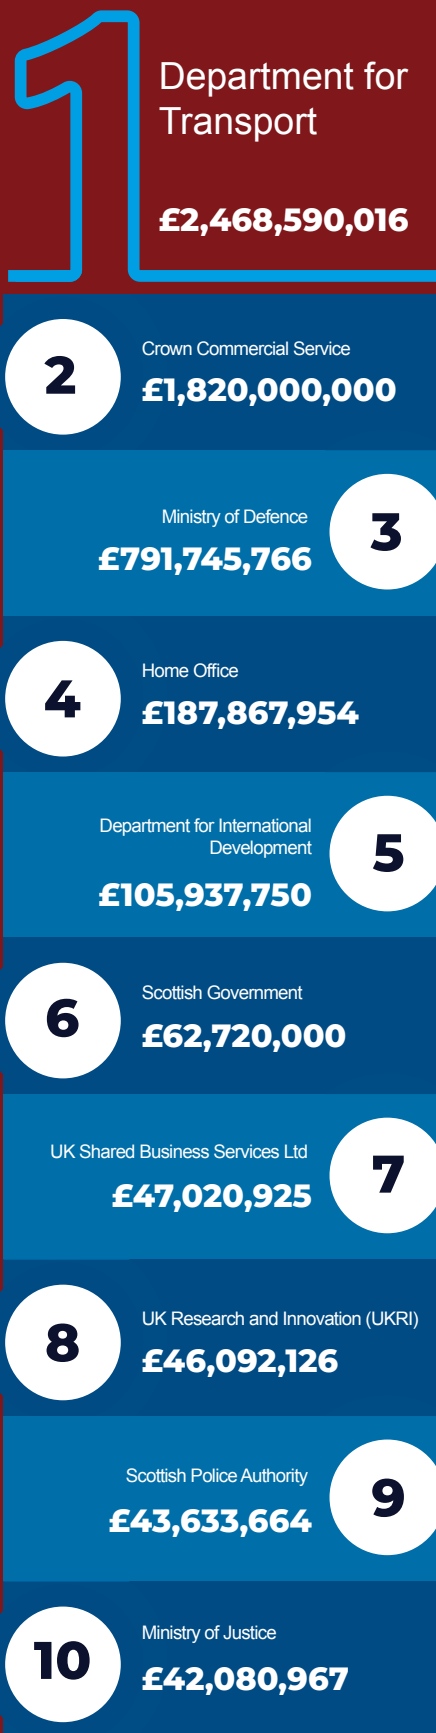 1
Department for
Transport
£2,468,590,016
2
Crown Commercial Service
£1,820,000,000
Ministry of Defence
£791,745,766
3
4
Home Office
£187,867,954
Department for International
Development
£105,937,750
5
6
Scottish Government
£62,720,000
UK Shared Business Services Ltd
£47,020,925
7
8
UK Research and Innovation (UKRI)
£46,092,126
Scottish Police Authority
£43,633,664
9
10
Ministry of Justice
£42,080,967